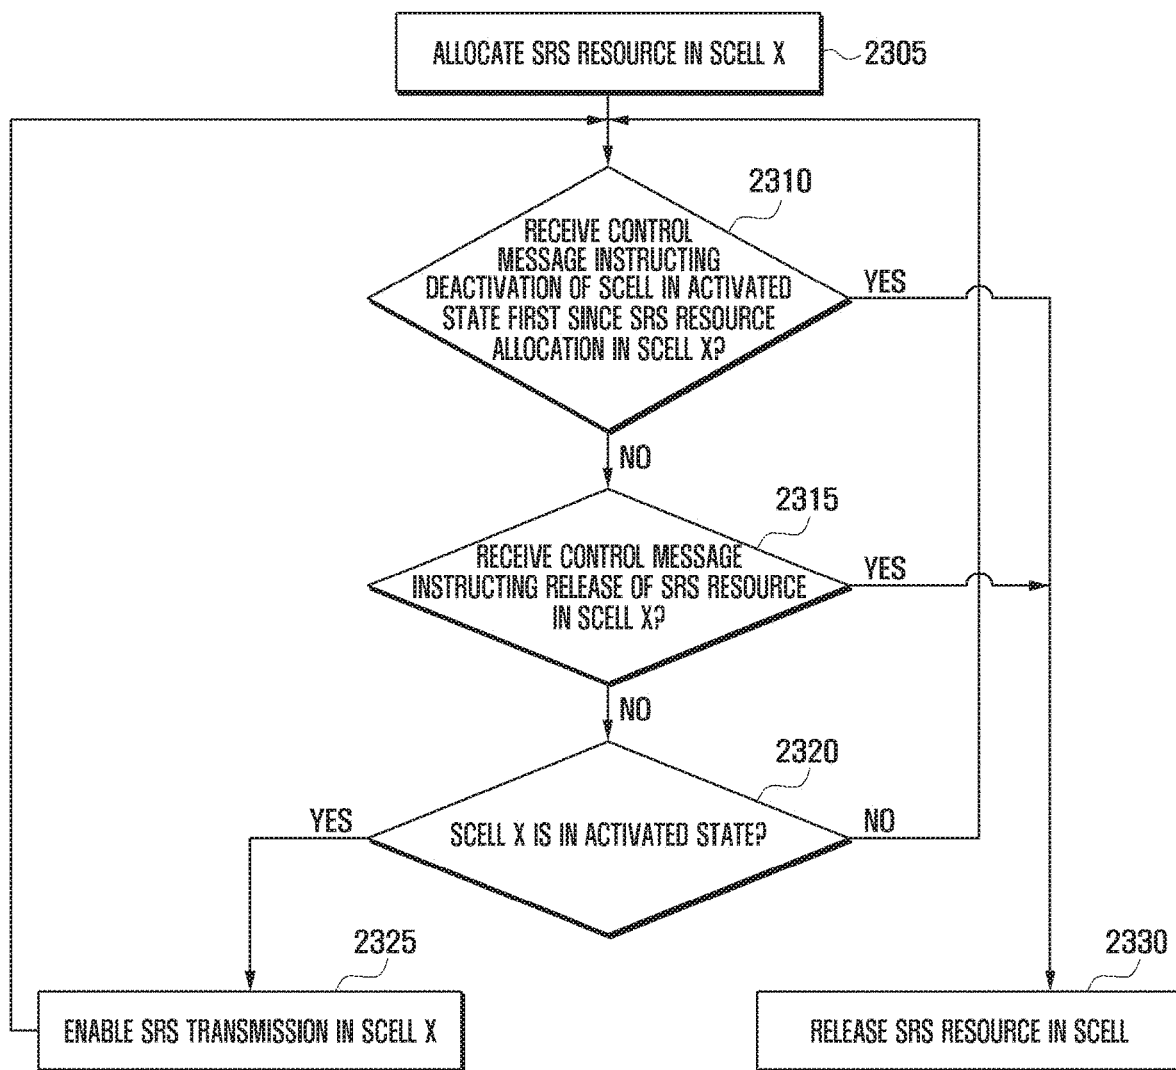 ALLOCATE SRS RESOURCE IN SCELL X
2305
2310
RECEIVE CONTROL
MESSAGE INSTRUCTING
DEACTIVATION OF SCELL IN ACTIVATED
STATE FIRST SINCE SRS RESOURCE
ALLOCATION IN SCELL X?
YES
NO
2315
RECEIVE CONTROL MESSAGE
INSTRUCTING RELEASE OF SRS RESOURCE
IN SCELL X?
YES
NO
2320
YES
SCELL X IS IN ACTIVATED STATE?
NO
2325
2330
ENABLE SRS TRANSMISSION IN SCELL X
RELEASE SRS RESOURCE IN SCELL